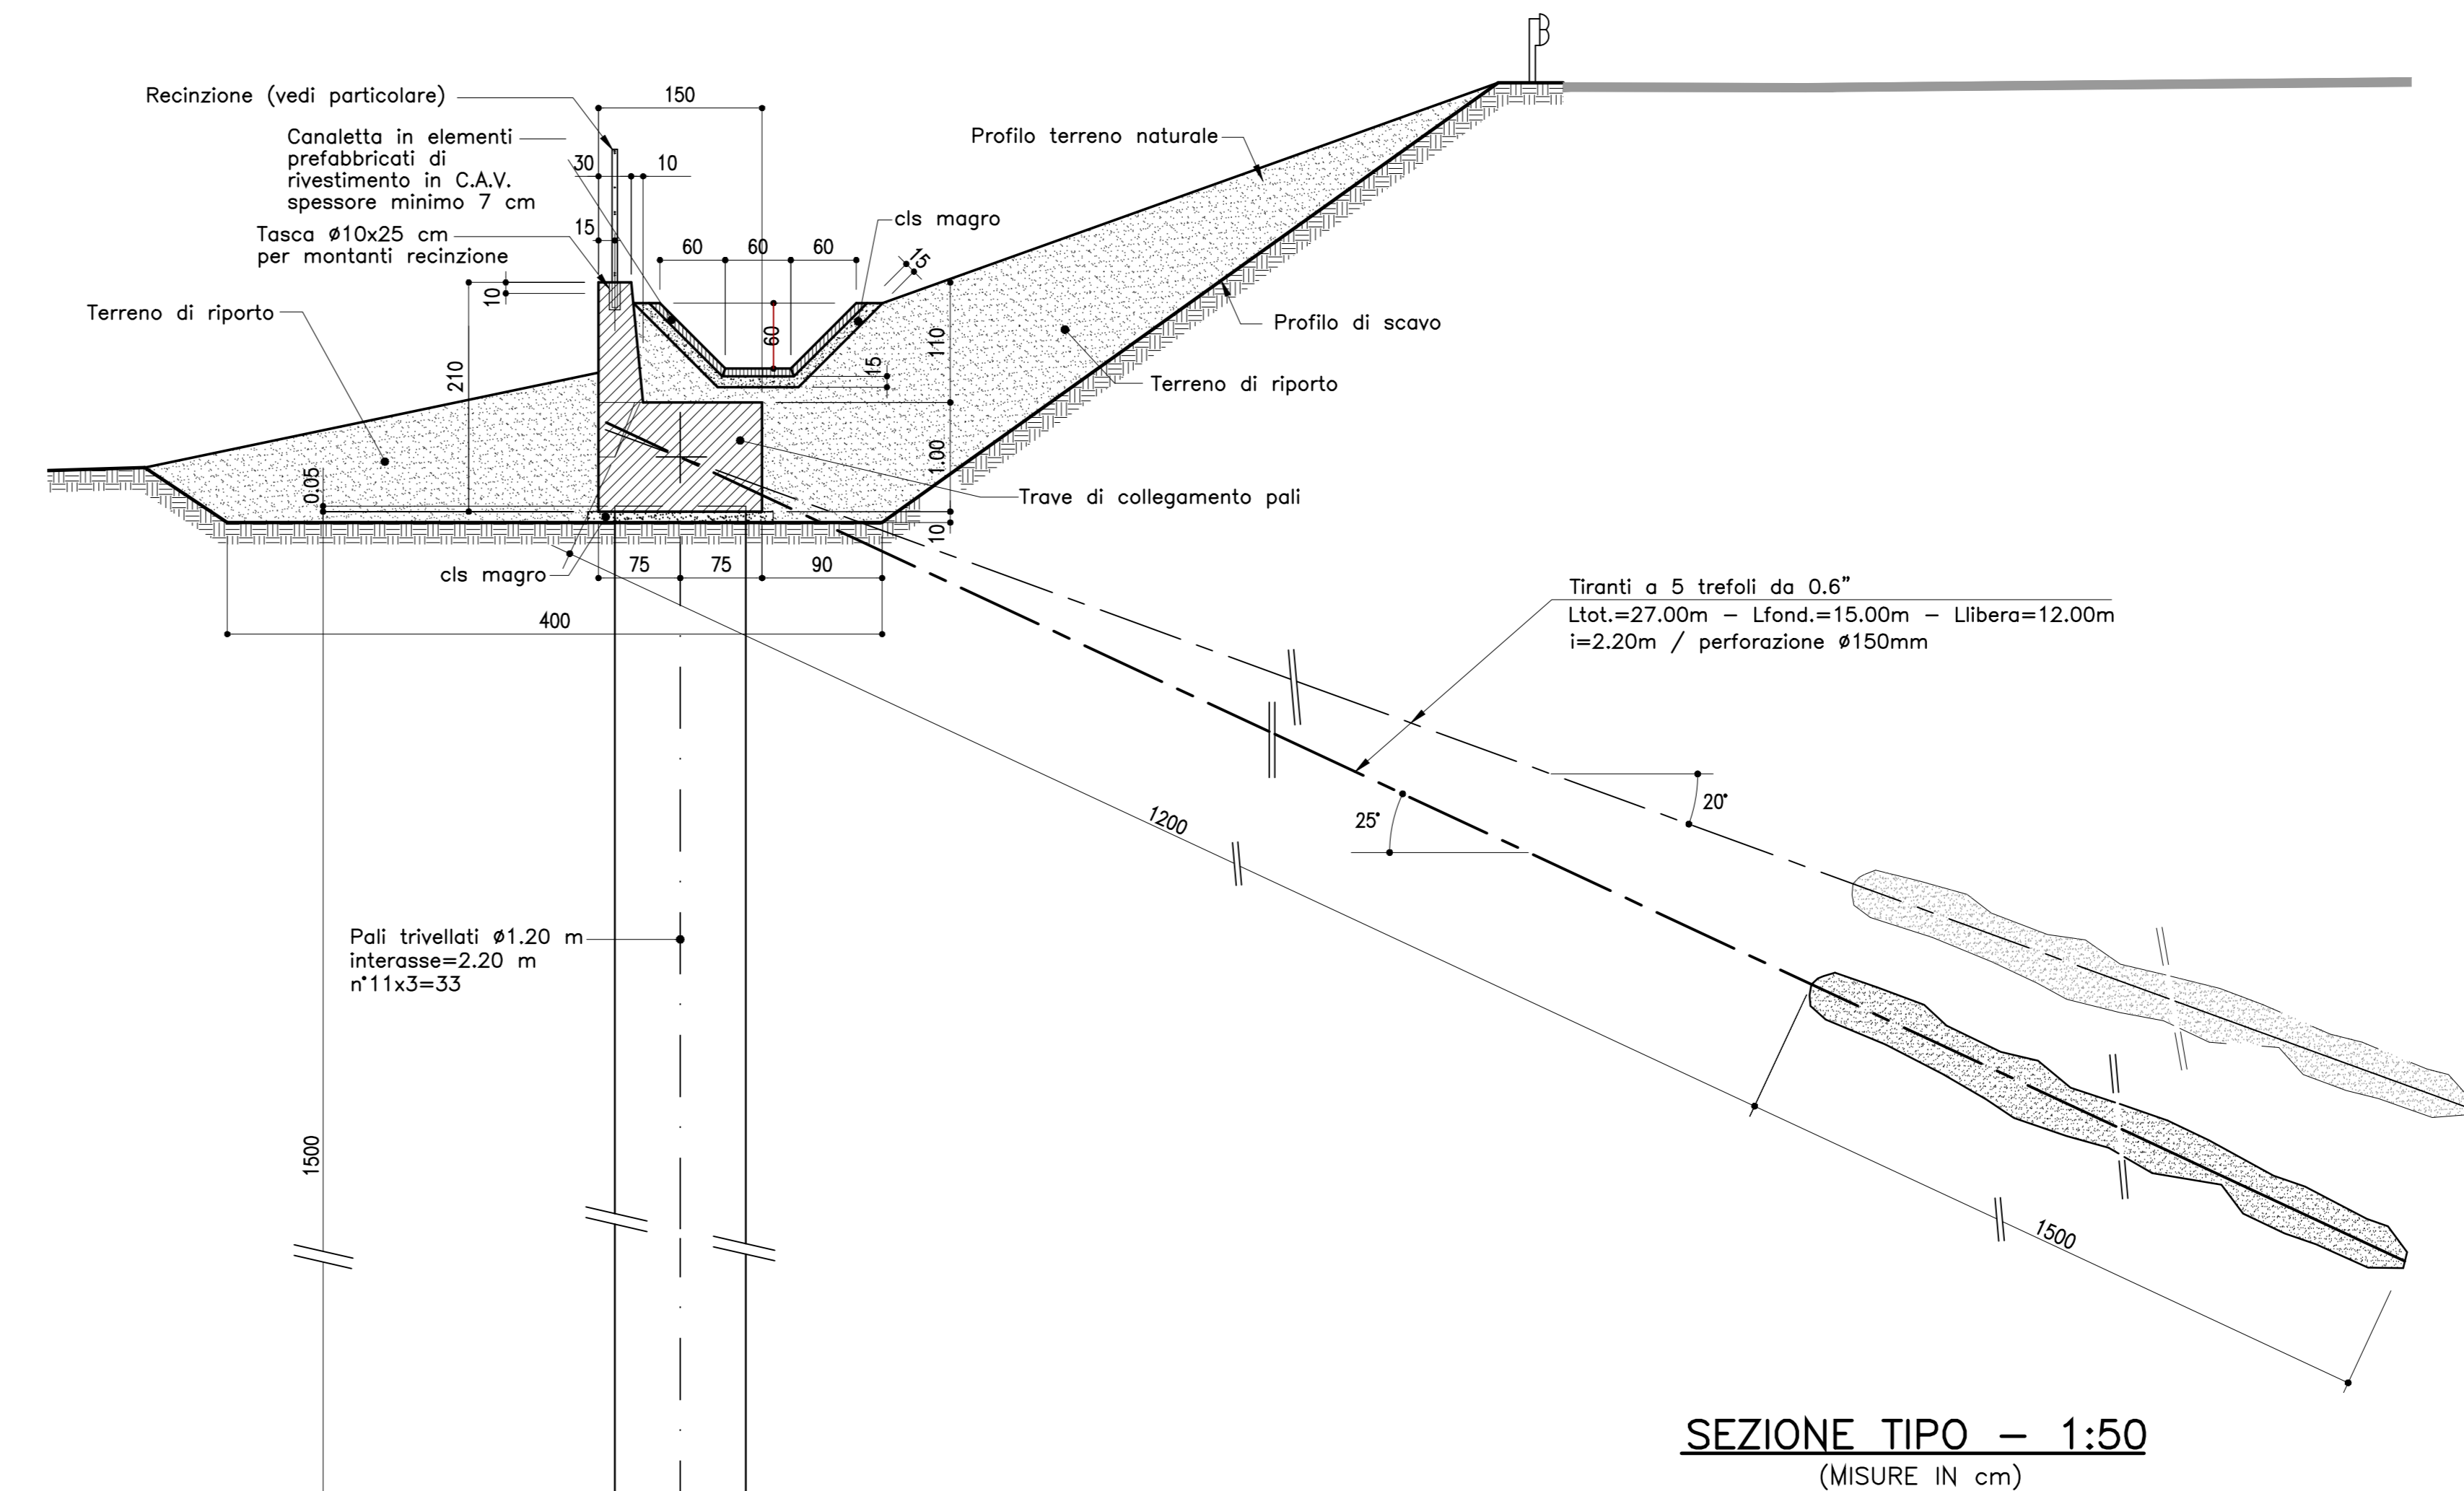 Recinzione (vedi particolare)
150
Canaletta in elementi
prefabbricati di
rivestimento in C.A.V.
spessore minimo 7 cm
30
10
Profilo terreno naturale
Tasca ø10x25 cm
per montanti recinzione
15
cls magro
60
60
60
15
10
Terreno di riporto
210
60
15
110
Profilo di scavo
Terreno di riporto
0.05
1.00
Trave di collegamento pali
10
cls magro
75
75
90
400
Tiranti a 5 trefoli da 0.6”
Ltot.=27.00m – Lfond.=15.00m – Llibera=12.00m
i=2.20m / perforazione ø150mm
20°
25°
1200
Pali trivellati ø1.20 m
interasse=2.20 m
n°11x3=33
1500
1500
SEZIONE TIPO – 1:50
(MISURE IN cm)